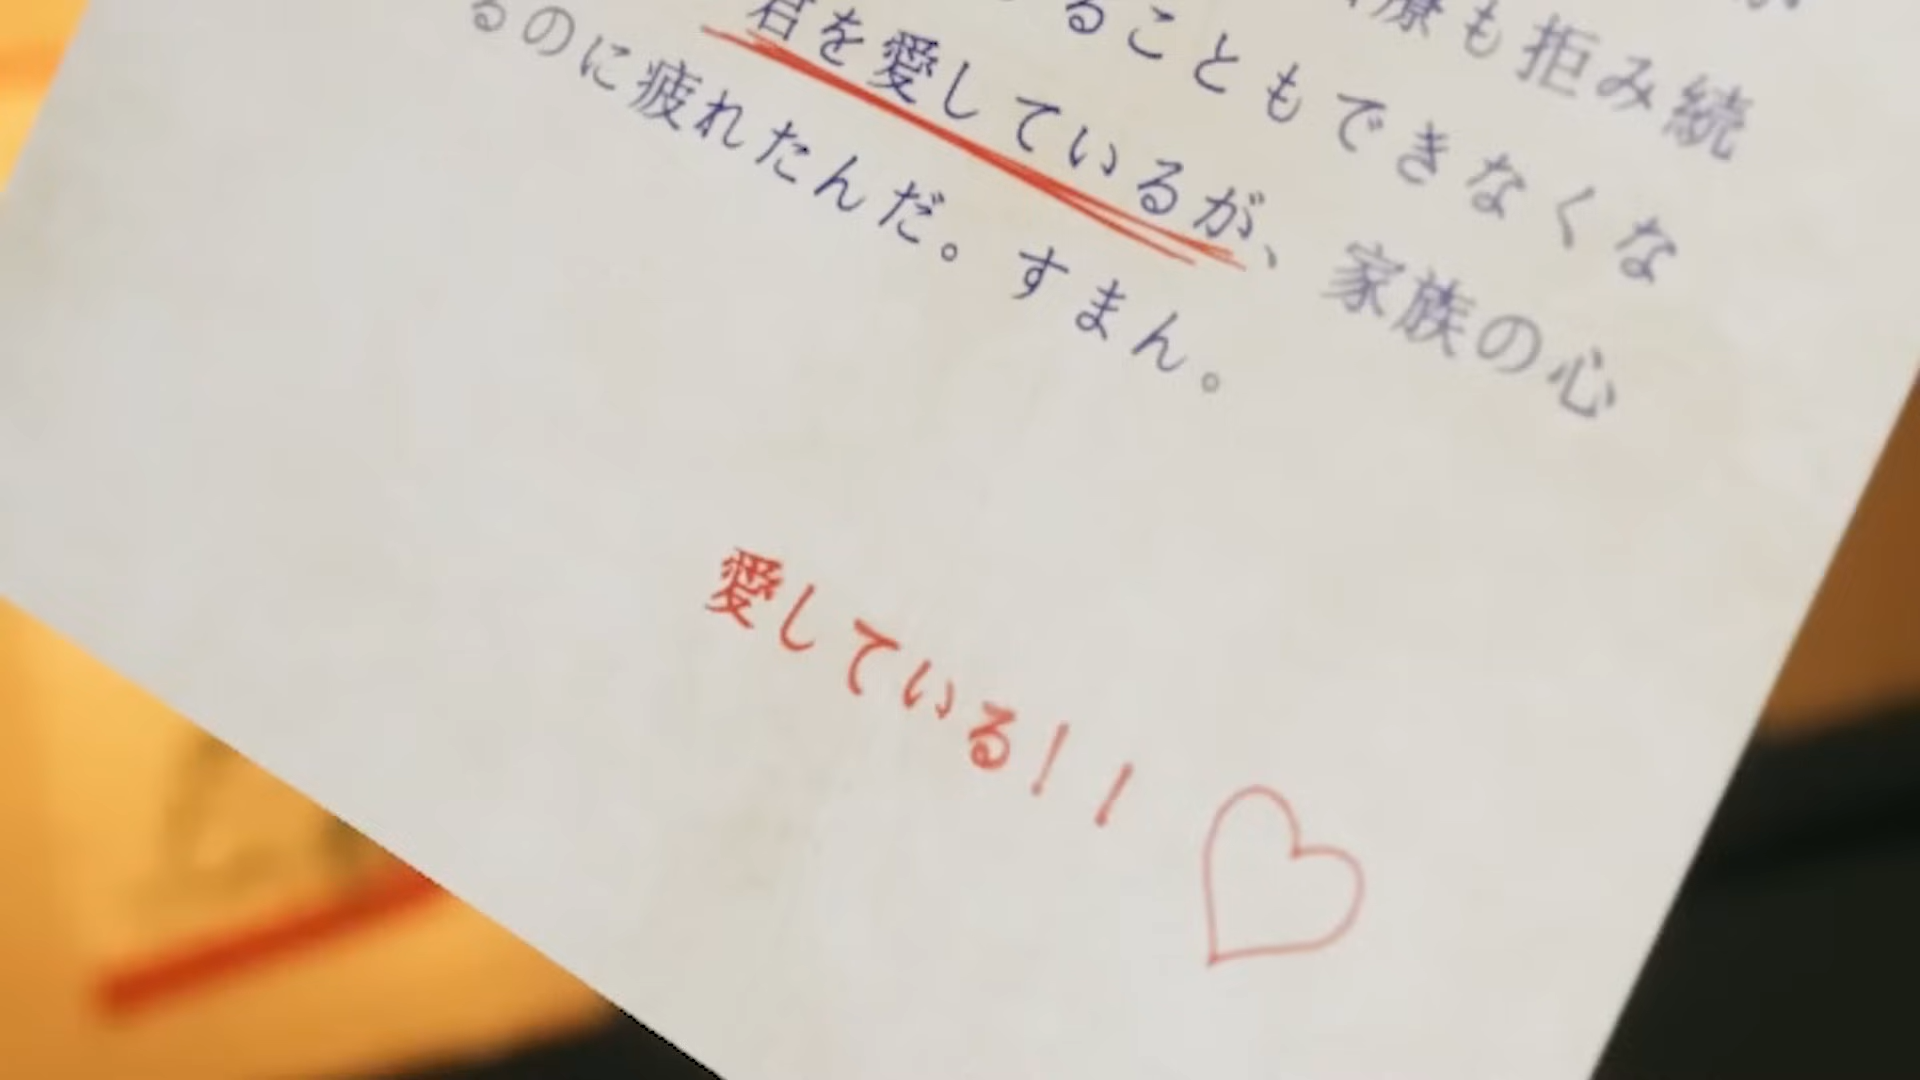 療も拒み続
ることもできなくな
君を愛しているが、家族の心
るのに疲れたんだ。すまん。
愛している！！